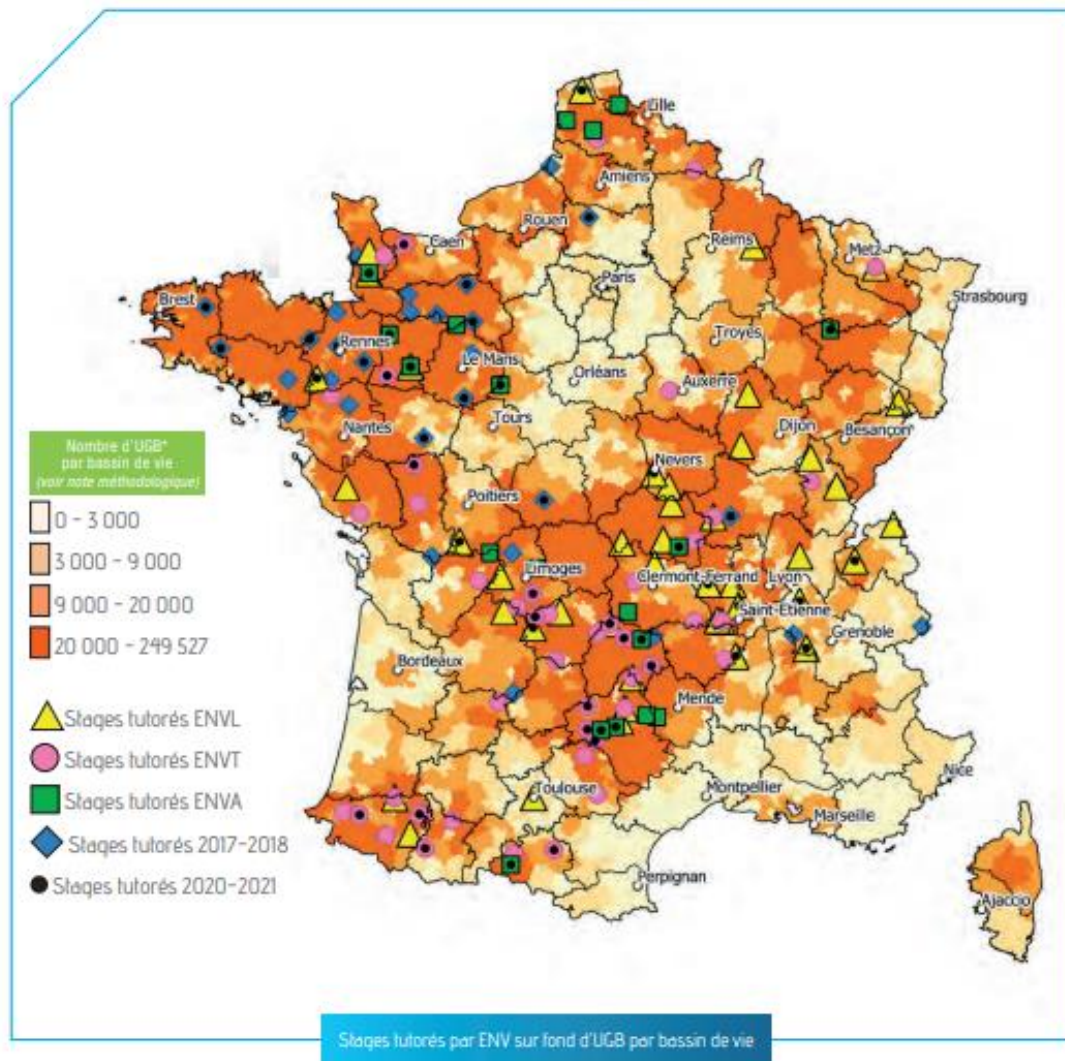 Lille
Amiens
Rouen
Caen
Reims
Metz
Paris
Strasbourg
Brest
Rennes
Troyes
Le Mans
Orléans
Auxerre
Tours
Dijon
Besançon
Nantes
Nevers
Poitiers
Limoges
Clermont-Ferrand
Lyon
Saint-Etienne
Grenoble
Bordeaux
Mende
Nice
Toulouse
Montpellier
Marseille
Perpignan
Ajaccio
Nombre d'UGB*
par bassin de vie
(voir note méthodologique)
0 - 3 000
3 000 - 9 000
9 000 - 20 000
20 000 - 249 527
Stages tutorés ENVL
Stages tutorés ENVT
Stages tutorés ENVA
Stages tutorés 2017-2018
Stages tutorés 2020-2021
Stages tutorés par ENV sur fond d'UGB par bassin de vie